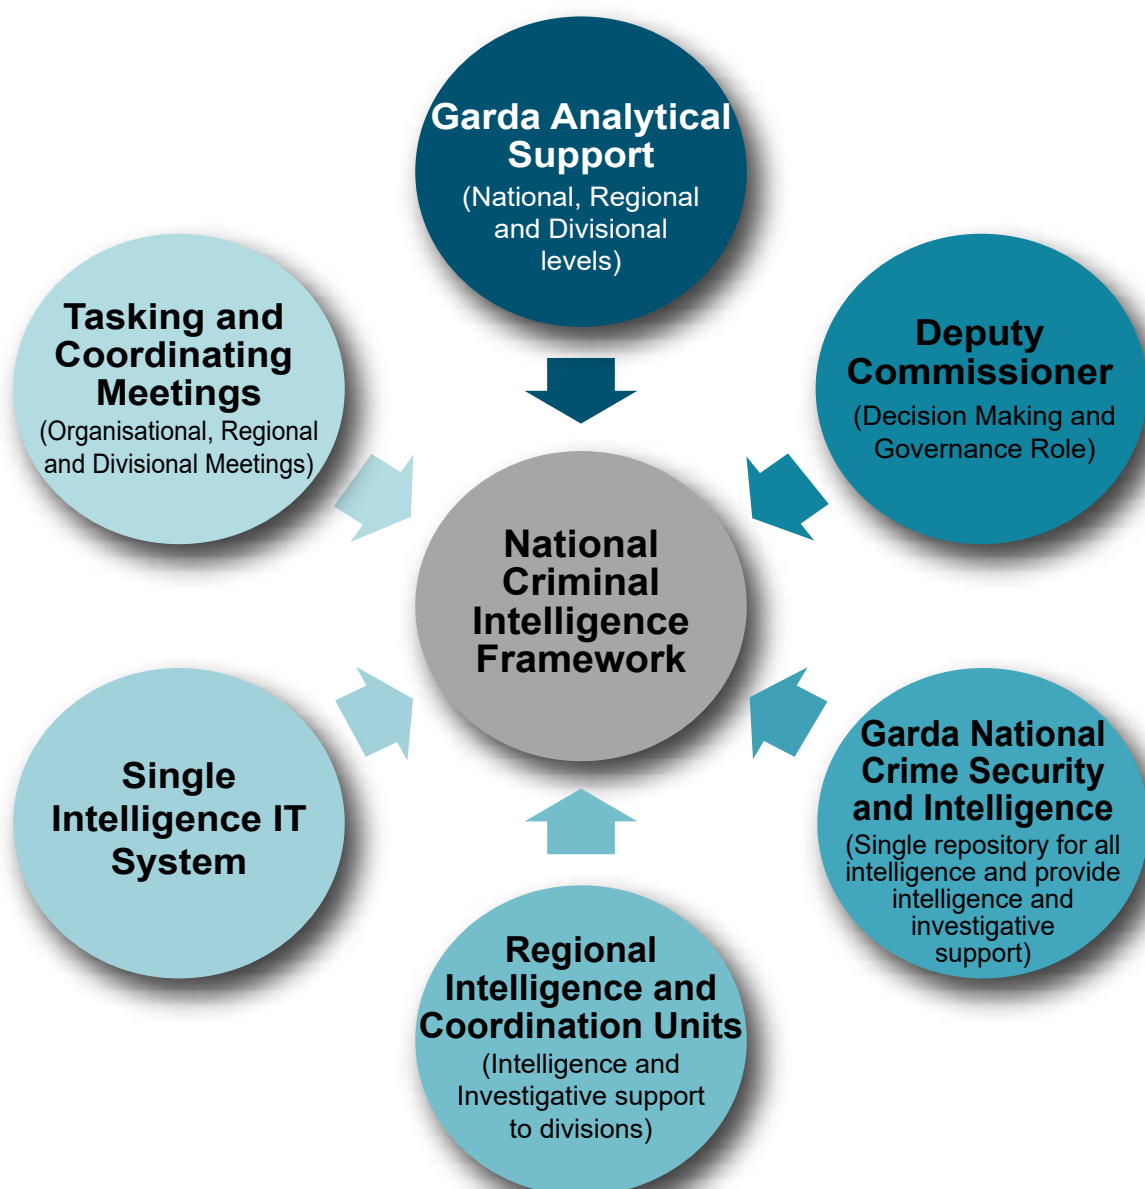 Garda Analytical
Support
(National, Regional
and Divisional
levels)
Tasking and
Coordinating
Meetings
(Organisational, Regional
and Divisional Meetings)
Deputy
Commissioner
(Decision Making and
Governance Role)
National
Criminal
Intelligence
Framework
Single
Intelligence IT
System
Garda National
Crime Security
and Intelligence
(Single repository for all
intelligence and provide
intelligence and
investigative
support)
Regional
Intelligence and
Coordination Units
(Intelligence and
Investigative support
to divisions)